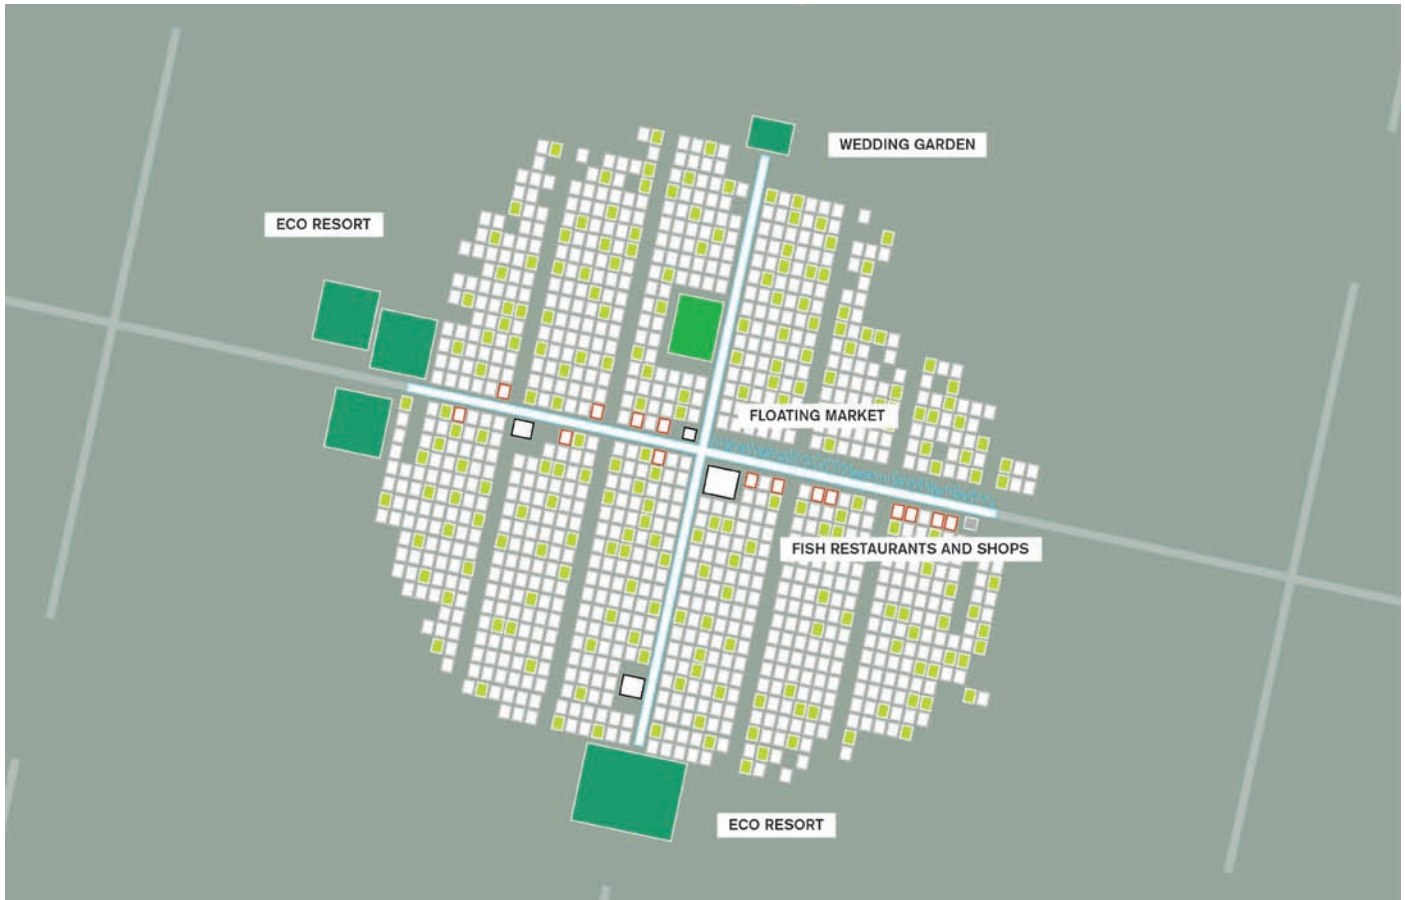 WEDDING GARDEN
ECO RESORT
FLOATING MARKET
FISH RESTAURANTS AND SHOPS
ECO RESORT